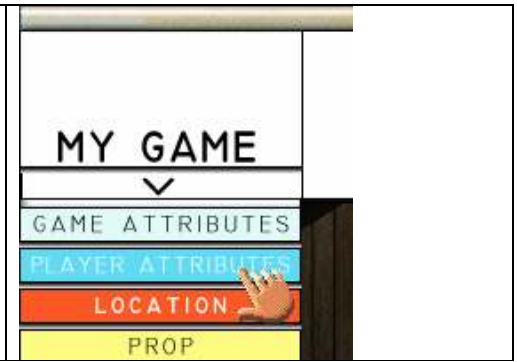 MY GAME
GAME ATTRIBUTES
PLAYER ATTRIBUTES
LOCATION
PROP